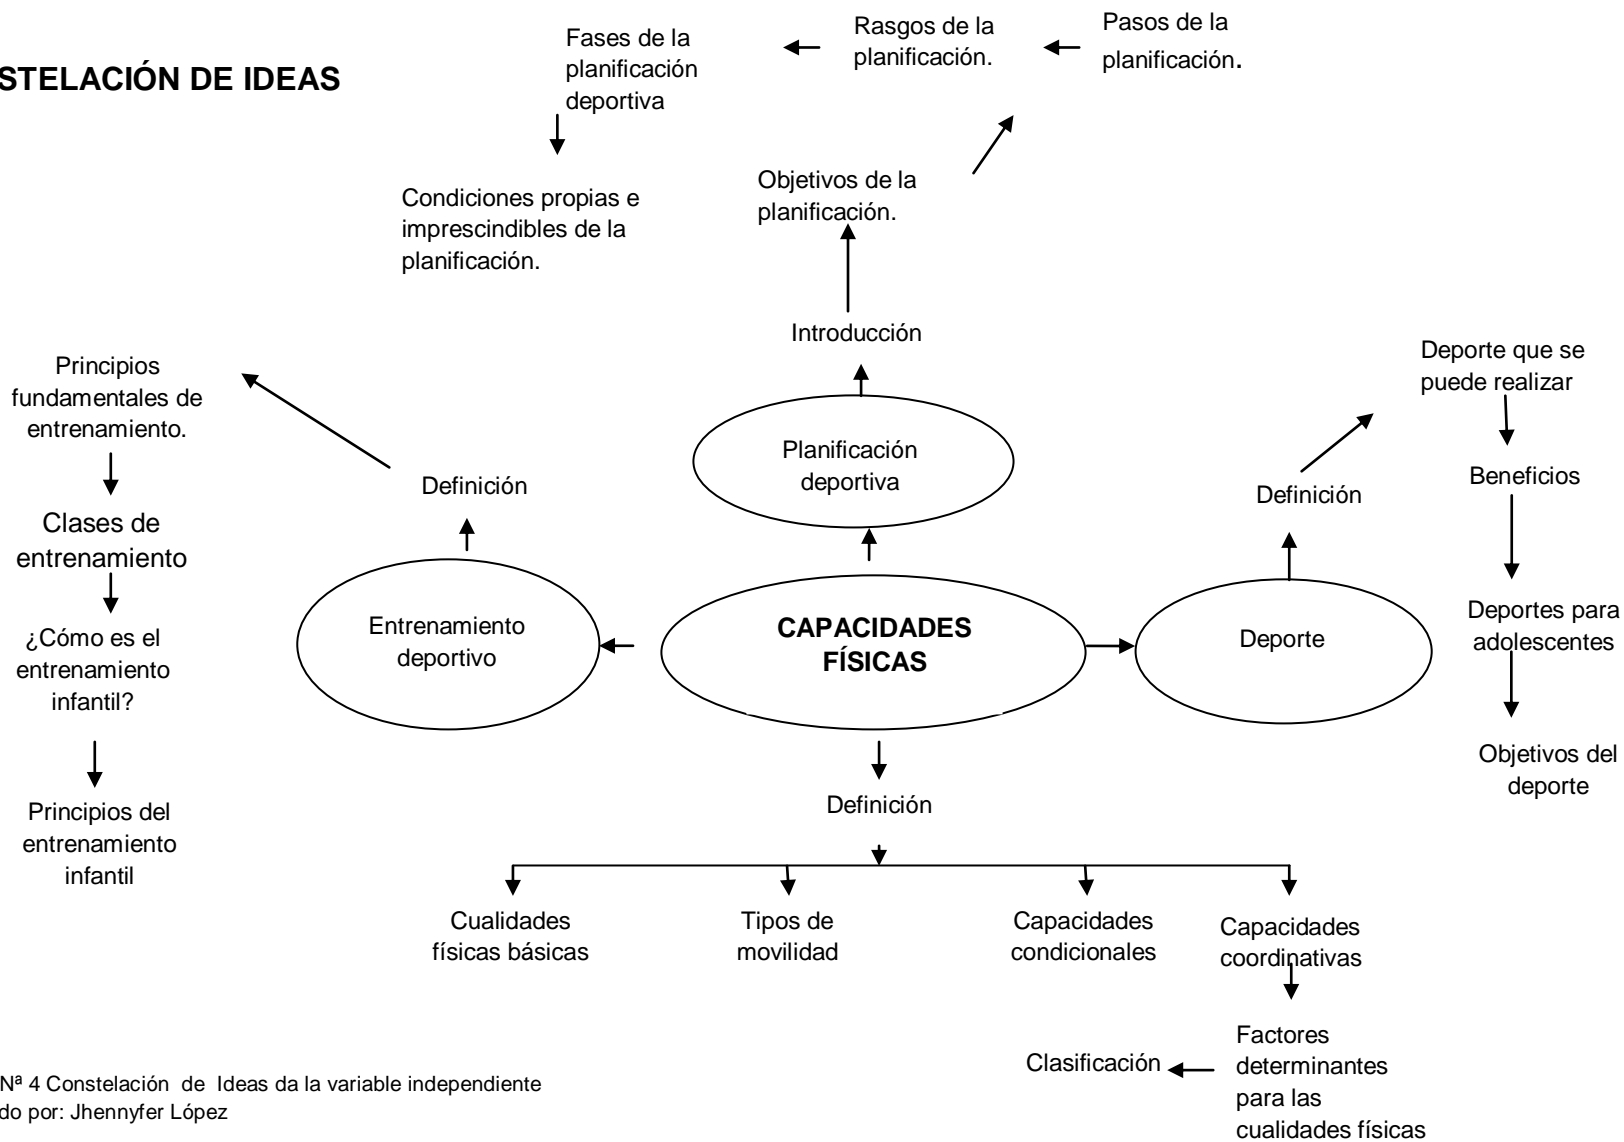 STELACIÓN DE IDEAS
Fases de la
planificación
deportiva
Rasgos de la
planificación.
Pasos de la
planificación.
Condiciones propias e
imprescindibles de la
planificación.
Objetivos de la
planificación.
Introducción
Planificación
deportiva
Principios
fundamentales de
entrenamiento.
Clases de
entrenamiento
¿Cómo es el
entrenamiento
infantil?
Principios del
entrenamiento
infantil
Definición
Entrenamiento
deportivo
CAPACIDADES
FÍSICAS
Deporte
Definición
Deporte que se
puede realizar
Beneficios
Deportes para
adolescentes
Objetivos del
deporte
Definición
Cualidades
físicas básicas
Tipos de
movilidad
Capacidades
condicionales
Capacidades
coordinativas
Factores
determinantes
para las
cualidades físicas
Clasificación
Nª 4 Constelación  de  Ideas da la variable independiente
do por: Jhennyfer López